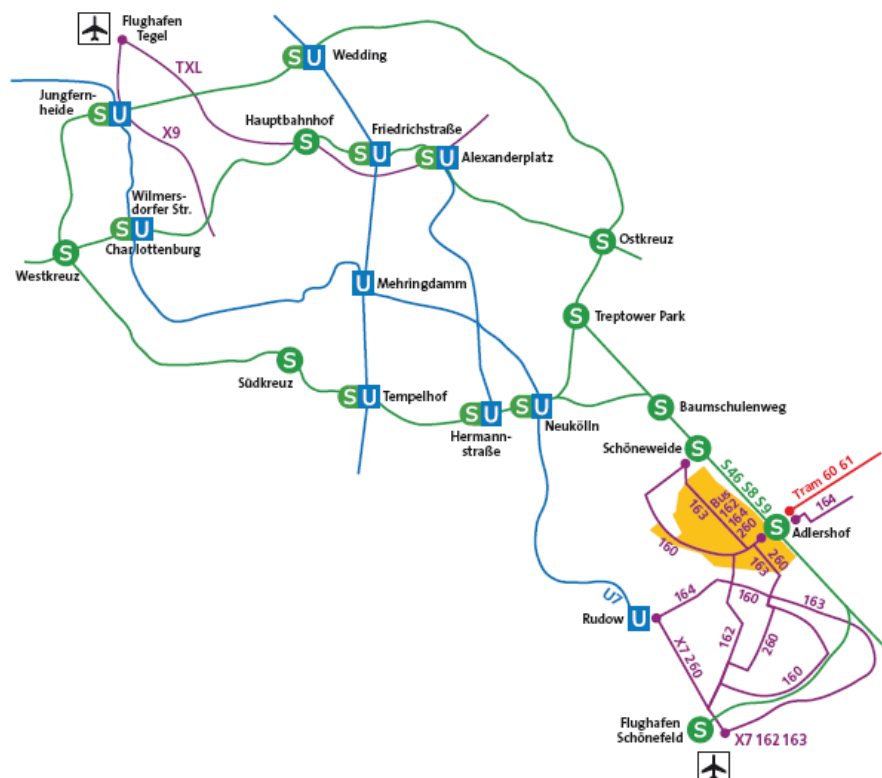 Flughafen
Tegel
TXL
S U
Wedding
Jungfern-
heide
S U
X9
Hauptbahnhof
S
Friedrichstraße
S U
S U
Alexanderplatz
Wilmers-
dorfer Str.
S U
Charlottenburg
S
Westkreuz
S
Ostkreuz
U
Mehringdamm
S
Treptower Park
S
Südkreuz
S U
Tempelhof
S U
Hermann-
straße
S U
Neukölln
S
Baumschulenweg
Schöneweide
S
S46 S8 S9
Tram 60 61
164
Bus
162
164
260
163
S
Adlershof
160
163
260
U7
Rudow
U
164
160
163
X7 260
162
260
160
Flughafen
Schönefeld
S
X7 162 163